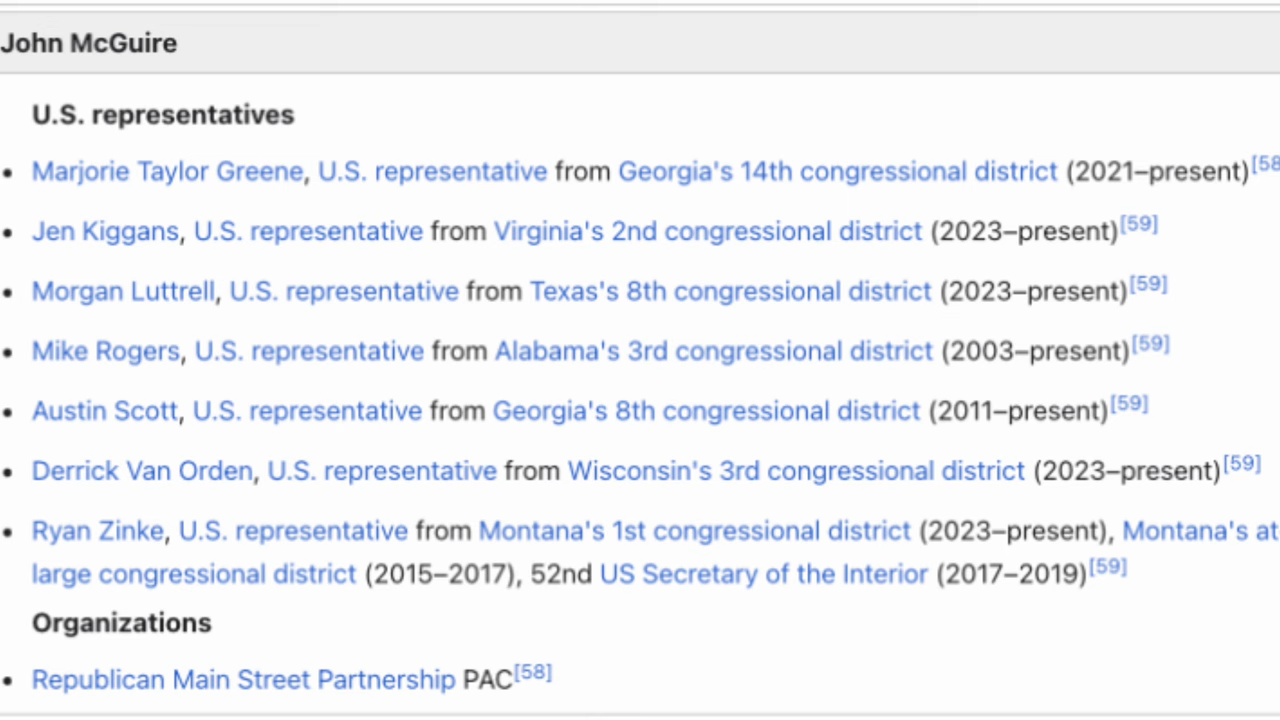 John McGuire
U.S. representatives
• Marjorie Taylor Greene, U.S. representative from Georgia's 14th congressional district (2021–present)[58
• Jen Kiggans, U.S. representative from Virginia's 2nd congressional district (2023–present)[59]
• Morgan Luttrell, U.S. representative from Texas's 8th congressional district (2023–present)[59]
• Mike Rogers, U.S. representative from Alabama's 3rd congressional district (2003–present)[59]
• Austin Scott, U.S. representative from Georgia's 8th congressional district (2011–present)[59]
• Derrick Van Orden, U.S. representative from Wisconsin's 3rd congressional district (2023–present)[59]
• Ryan Zinke, U.S. representative from Montana's 1st congressional district (2023–present), Montana's at-
large congressional district (2015–2017), 52nd US Secretary of the Interior (2017–2019)[59]
Organizations
• Republican Main Street Partnership PAC[58]